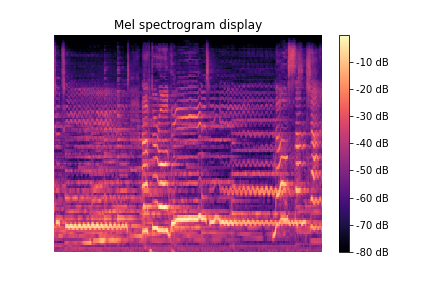 Mel spectrogram display
-10 dB
-20 dB
-30 dB
-40 dB
-50 dB
-60 dB
-70 dB
-80 dB